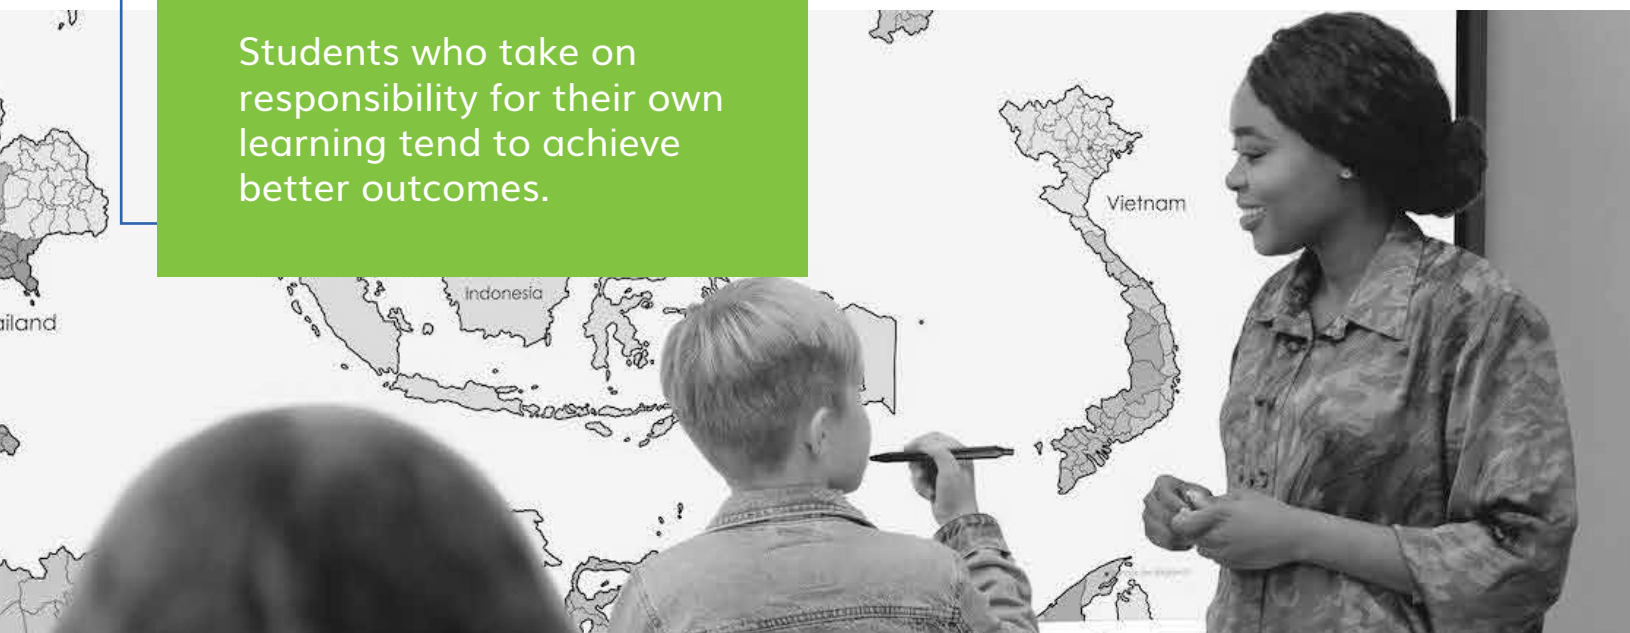 Students who take on
responsibility for their own
learning tend to achieve
better outcomes.
Vietnam
Indonesia
ailand